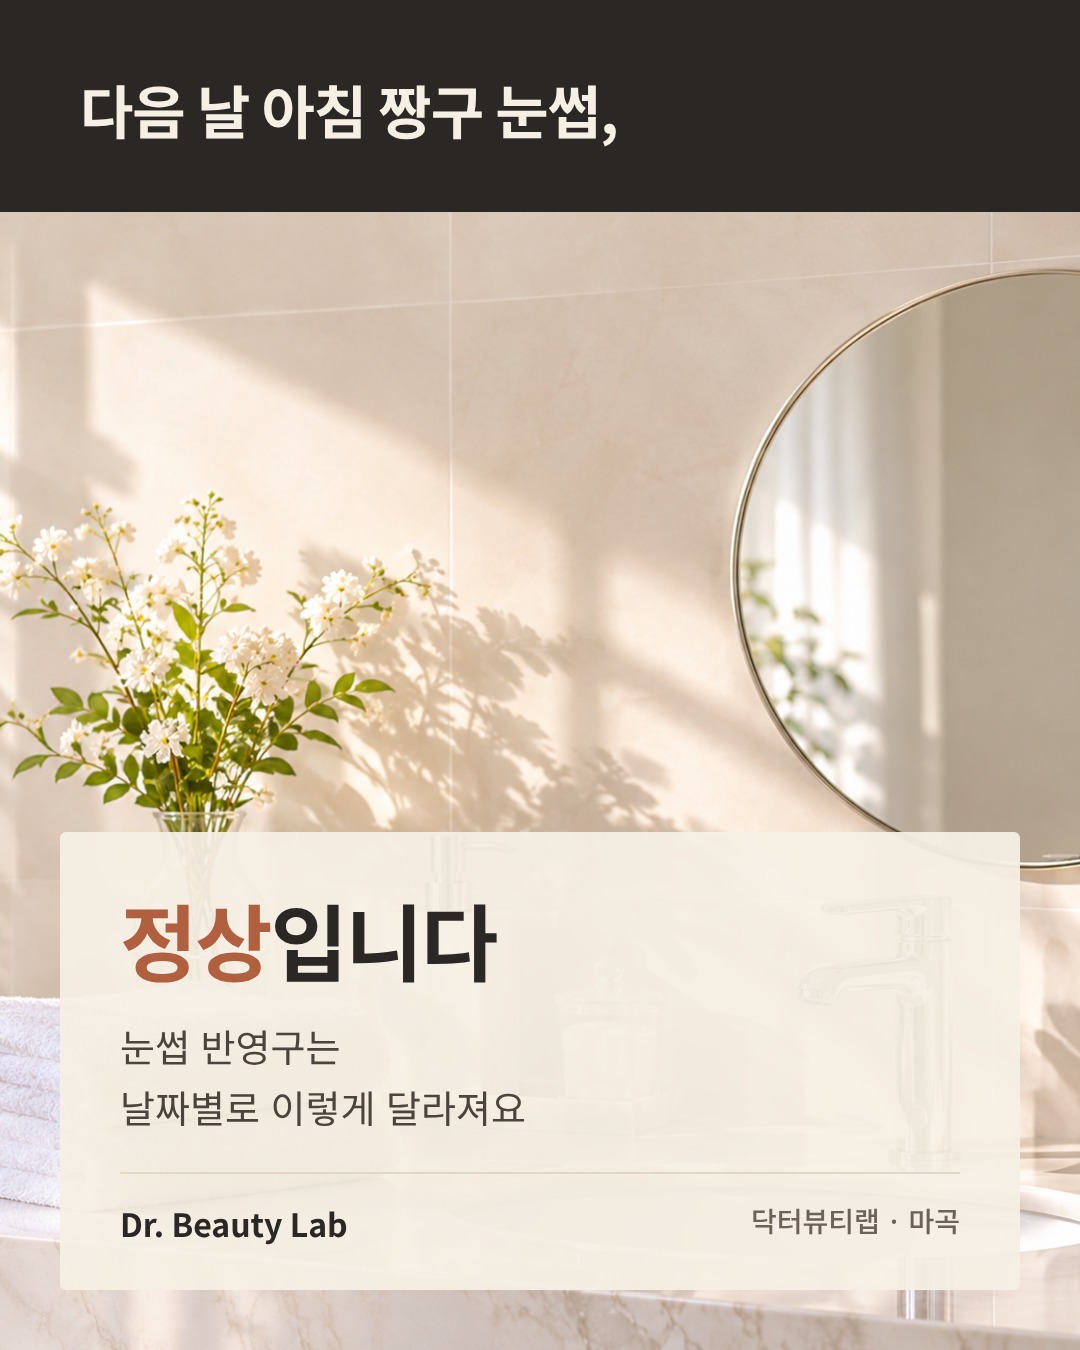 다음 날 아침 짱구 눈썹,
정상입니다
눈썹 반영구는
날짜별로 이렇게 달라져요
Dr. Beauty Lab
닥터뷰티랩 · 마곡